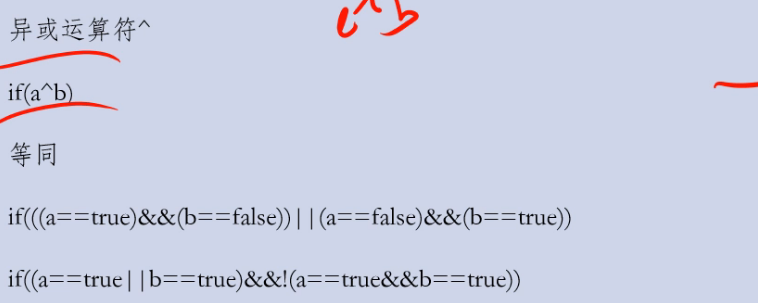 a^b
异或运算符^
if(a^b)
等同
if(((a==true)&&(b==false))||(a==false)&&(b==true))
if((a==true||b==true)&&!(a==true&&b==true))